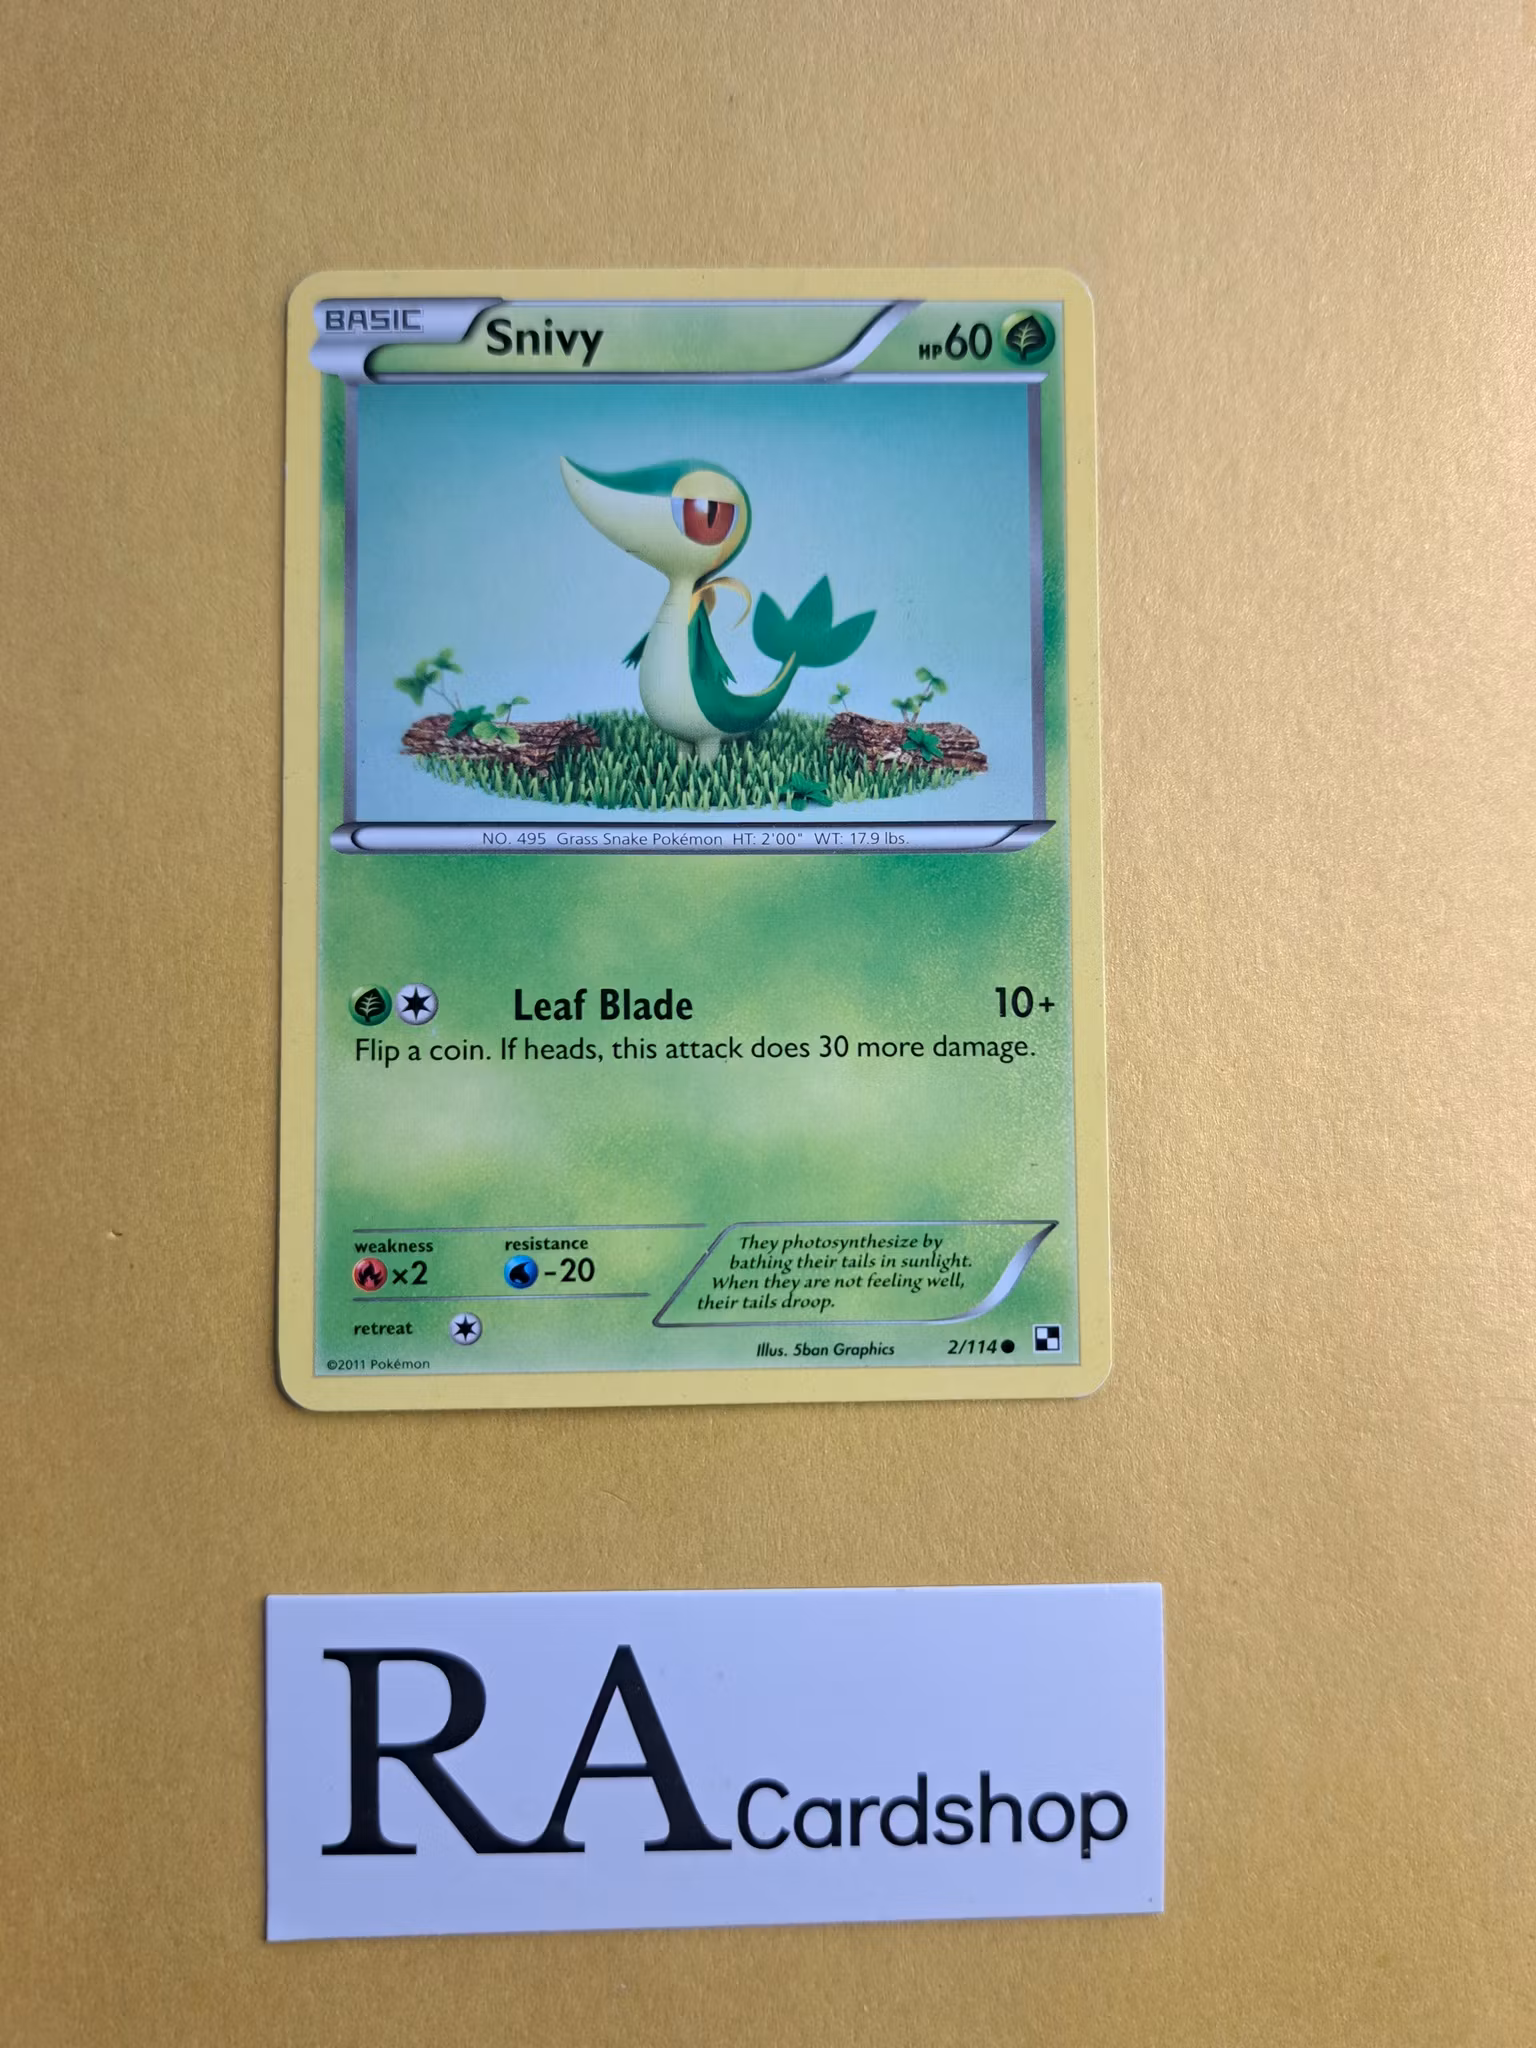 BASIC Snivy HP60
NO. 495 Grass Snake Pokémon HT: 2'00" WT: 17.9 lbs.
Leaf Blade 10+
Flip a coin. If heads, this attack does 30 more damage.
weakness
×2
resistance
-20
retreat
They photosynthesize by
bathing their tails in sunlight.
When they are not feeling well,
their tails droop.
Illus. 5ban Graphics 2/114
©2011 Pokémon
RA Cardshop